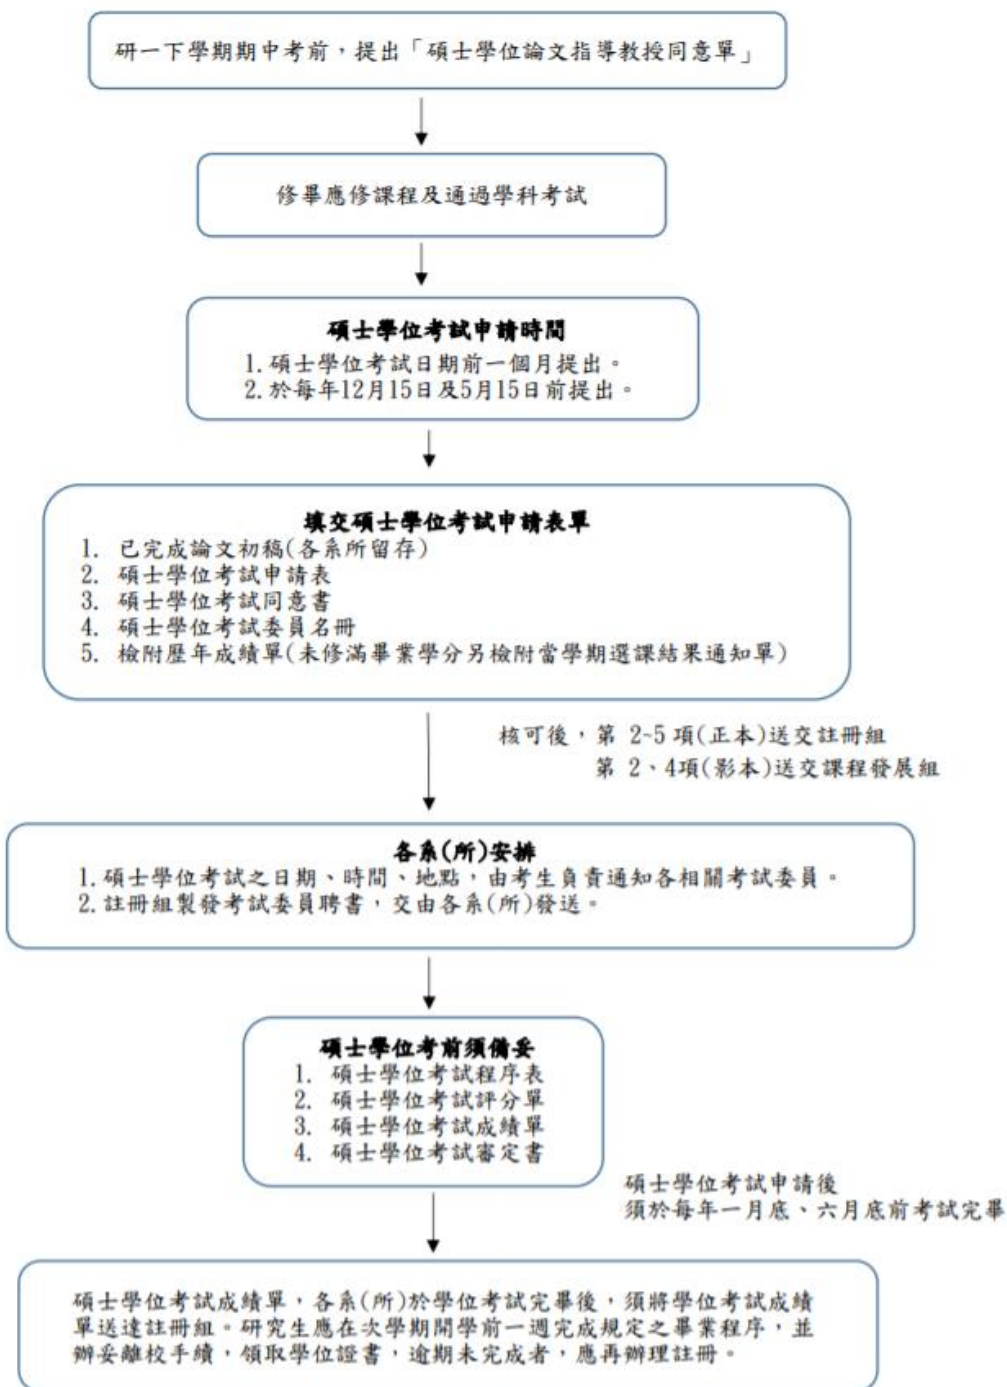 研一下學期期中考前，提出「碩士學位論文指導教授同意單」
修畢應修課程及通過學科考試
碩士學位考試申請時間
1.碩士學位考試日期前一個月提出。
2.於每年12月15日及5月15日前提出。
填交碩士學位考試申請表單
1. 已完成論文初稿(各系所留存)
2. 碩士學位考試申請表
3. 碩士學位考試同意書
4. 碩士學位考試委員名冊
5. 檢附歷年成績單(未修滿畢業學分另檢附當學期選課結果通知單)
核可後，第 2-5 項(正本)送交註冊組
第 2、4項(影本)送交課程發展組
各系(所)安排
1.碩士學位考試之日期、時間、地點，由考生負責通知各相關考試委員。
2.註冊組製發考試委員聘書，交由各系(所)發送。
碩士學位考前須備妥
1. 碩士學位考試程序表
2. 碩士學位考試評分單
3. 碩士學位考試成績單
4. 碩士學位考試審定書
碩士學位考試申請後
須於每年一月底、六月底前考試完畢
碩士學位考試成績單，各系(所)於學位考試完畢後，須將學位考試成績
單送達註冊組。研究生應在次學期開學前一週完成規定之畢業程序，並
辦妥離校手續，領取學位證書，逾期未完成者，應再辦理註冊。